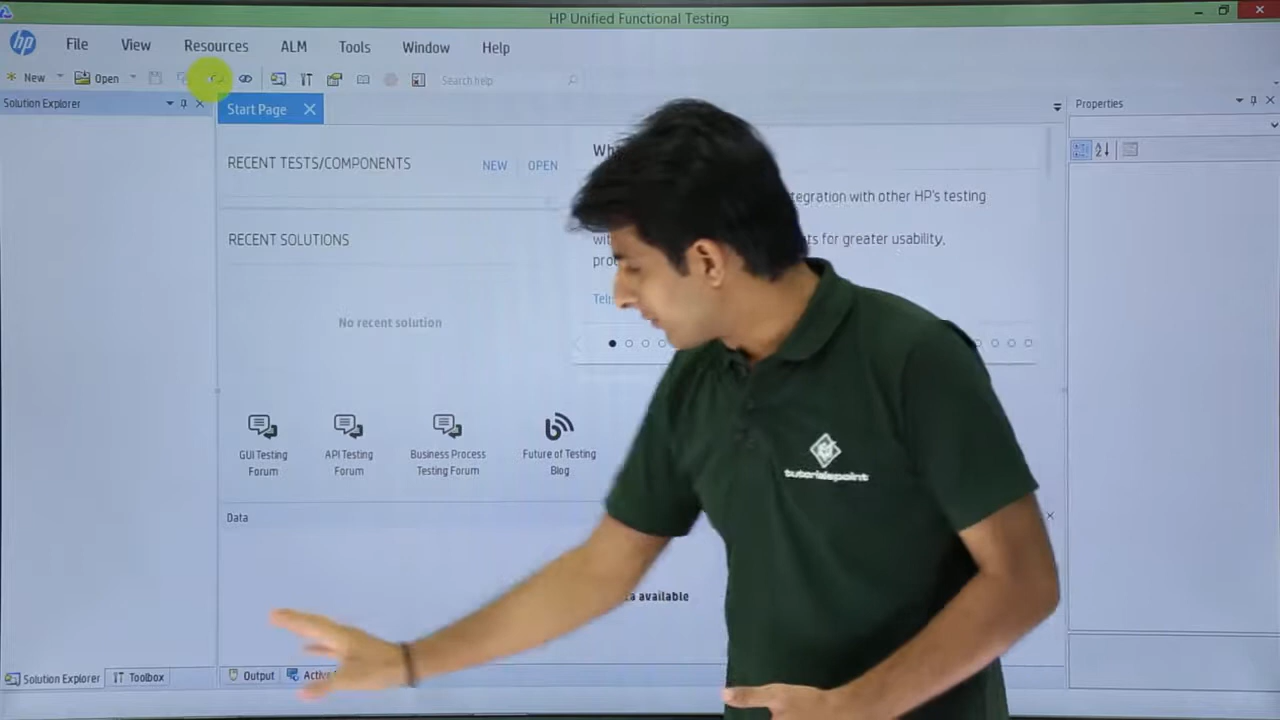 HP Unified Functional Testing
hp
File View Resources ALM Tools Window Help
New Open Search help
Solution Explorer
Start Page
Properties
RECENT TESTS/COMPONENTS NEW OPEN
RECENT SOLUTIONS
No recent solution
tegration with other HP's testing
ts for greater usability,
GUI Testing
Forum
API Testing
Forum
Business Process
Testing Forum
Future of Testing
Blog
tutorialspoint
Data
available
Solution Explorer Toolbox Output